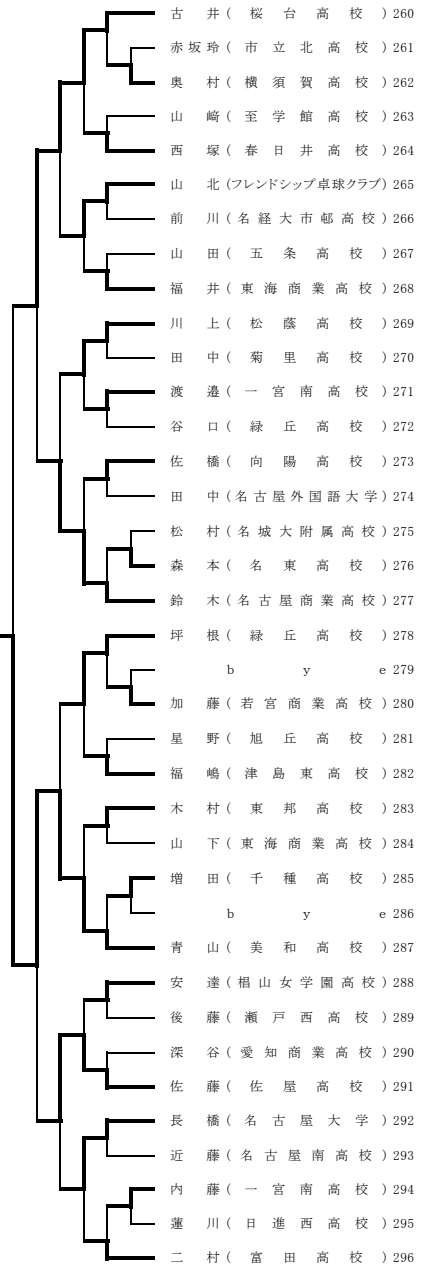 古井(桜台高校)260
赤坂玲(市立北高校)261
奥村(横須賀高校)262
山﨑(至学館高校)263
西塚(春日井高校)264
山北(フレンドシップ卓球クラブ)265
前川(名経大市邨高校)266
山田(五条高校)267
福井(東海商業高校)268
川上(松蔭高校)269
田中(菊里高校)270
渡邉(一宮南高校)271
谷口(緑丘高校)272
佐橋(向陽高校)273
田中(名古屋外国語大学)274
松村(名城大附属高校)275
森本(名東高校)276
鈴木(名古屋商業高校)277
坪根(緑丘高校)278
bye279
加藤(若宮商業高校)280
星野(旭丘高校)281
福嶋(津島東高校)282
木村(東邦高校)283
山下(東海商業高校)284
増田(千種高校)285
bye286
青山(美和高校)287
安達(椙山女学園高校)288
後藤(瀬戸西高校)289
深谷(愛知商業高校)290
佐藤(佐屋高校)291
長橋(名古屋大学)292
近藤(名古屋南高校)293
内藤(一宮南高校)294
蓮川(日進西高校)295
二村(富田高校)296